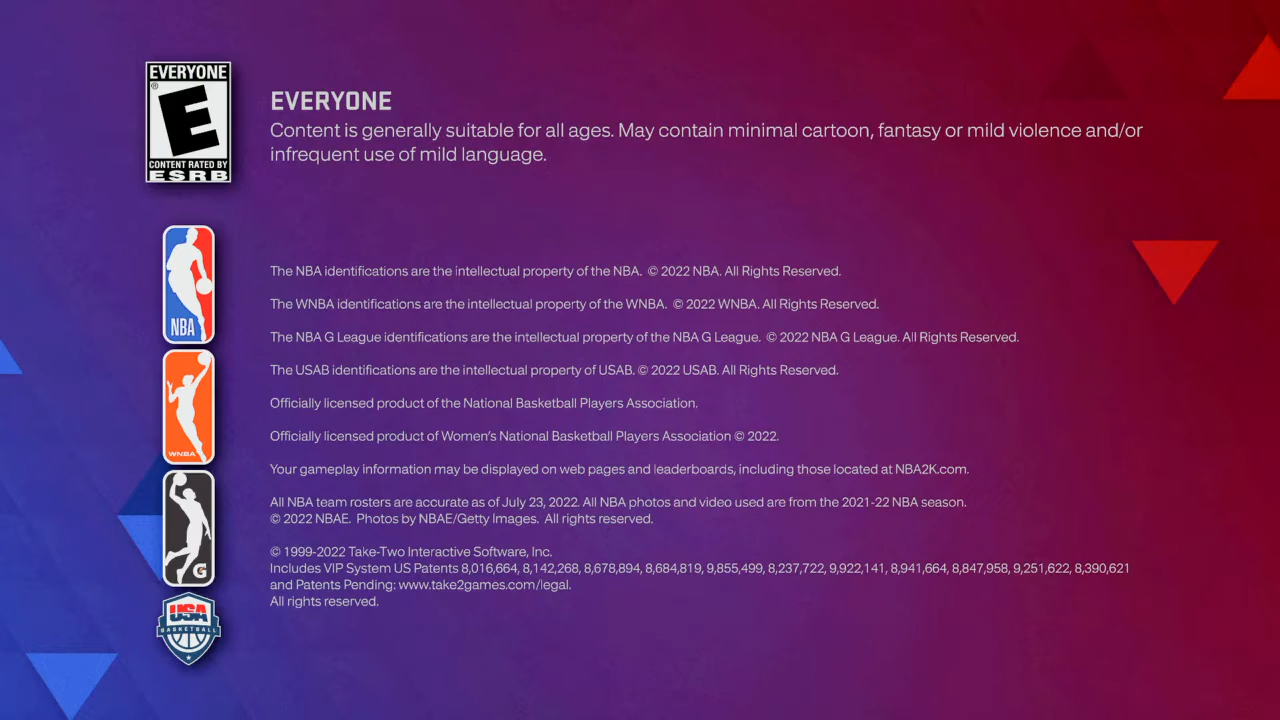 EVERYONE
E
®
CONTENT RATED BY
ESRB
EVERYONE
Content is generally suitable for all ages. May contain minimal cartoon, fantasy or mild violence and/or
infrequent use of mild language.
NBA
The NBA identifications are the intellectual property of the NBA. © 2022 NBA. All Rights Reserved.
The WNBA identifications are the intellectual property of the WNBA. © 2022 WNBA. All Rights Reserved.
The NBA G League identifications are the intellectual property of the NBA G League. © 2022 NBA G League. All Rights Reserved.
WNBA
The USAB identifications are the intellectual property of USAB. © 2022 USAB. All Rights Reserved.
Officially licensed product of the National Basketball Players Association.
Officially licensed product of Women's National Basketball Players Association © 2022.
Your gameplay information may be displayed on web pages and leaderboards, including those located at NBA2K.com.
G
All NBA team rosters are accurate as of July 23, 2022. All NBA photos and video used are from the 2021-22 NBA season.
© 2022 NBAE. Photos by NBAE/Getty Images. All rights reserved.
© 1999-2022 Take-Two Interactive Software, Inc.
Includes VIP System US Patents 8,016,664, 8,142,268, 8,678,894, 8,684,819, 9,855,499, 8,237,722, 9,922,141, 8,941,664, 8,847,958, 9,251,622, 8,390,621
and Patents Pending: www.take2games.com/legal.
All rights reserved.
USA
BASKETBALL